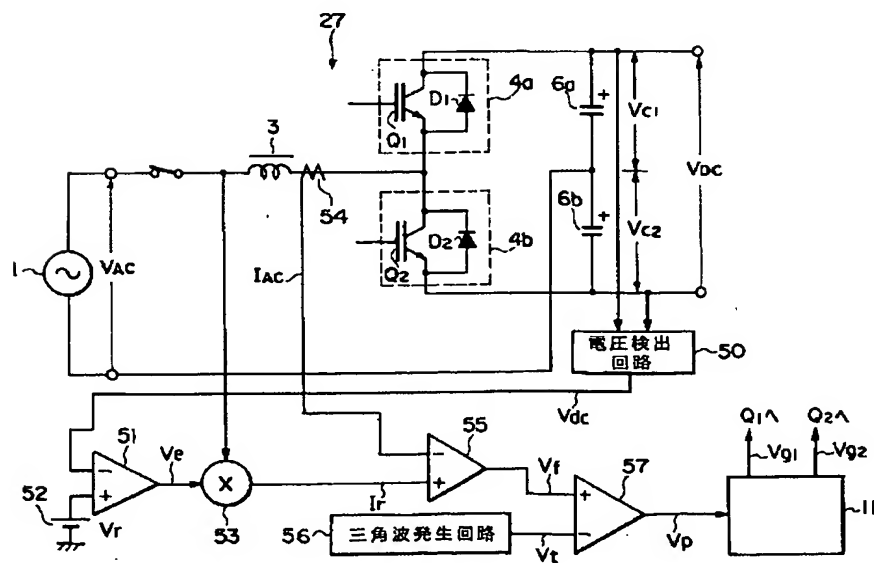 27
4a
D1
Q1
6a
+
VC1
VDC
3
54
6b
+
VC2
1
VAC
IAC
D2
Q2
4b
電圧検出
回路
50
Vdc
51
Ve
-
+
52
Vr
X
53
55
-
+
Ir
Vf
57
+
-
56
三角波発生回路
Vt
Vp
Q1へ
Q2へ
Vg1
Vg2
11